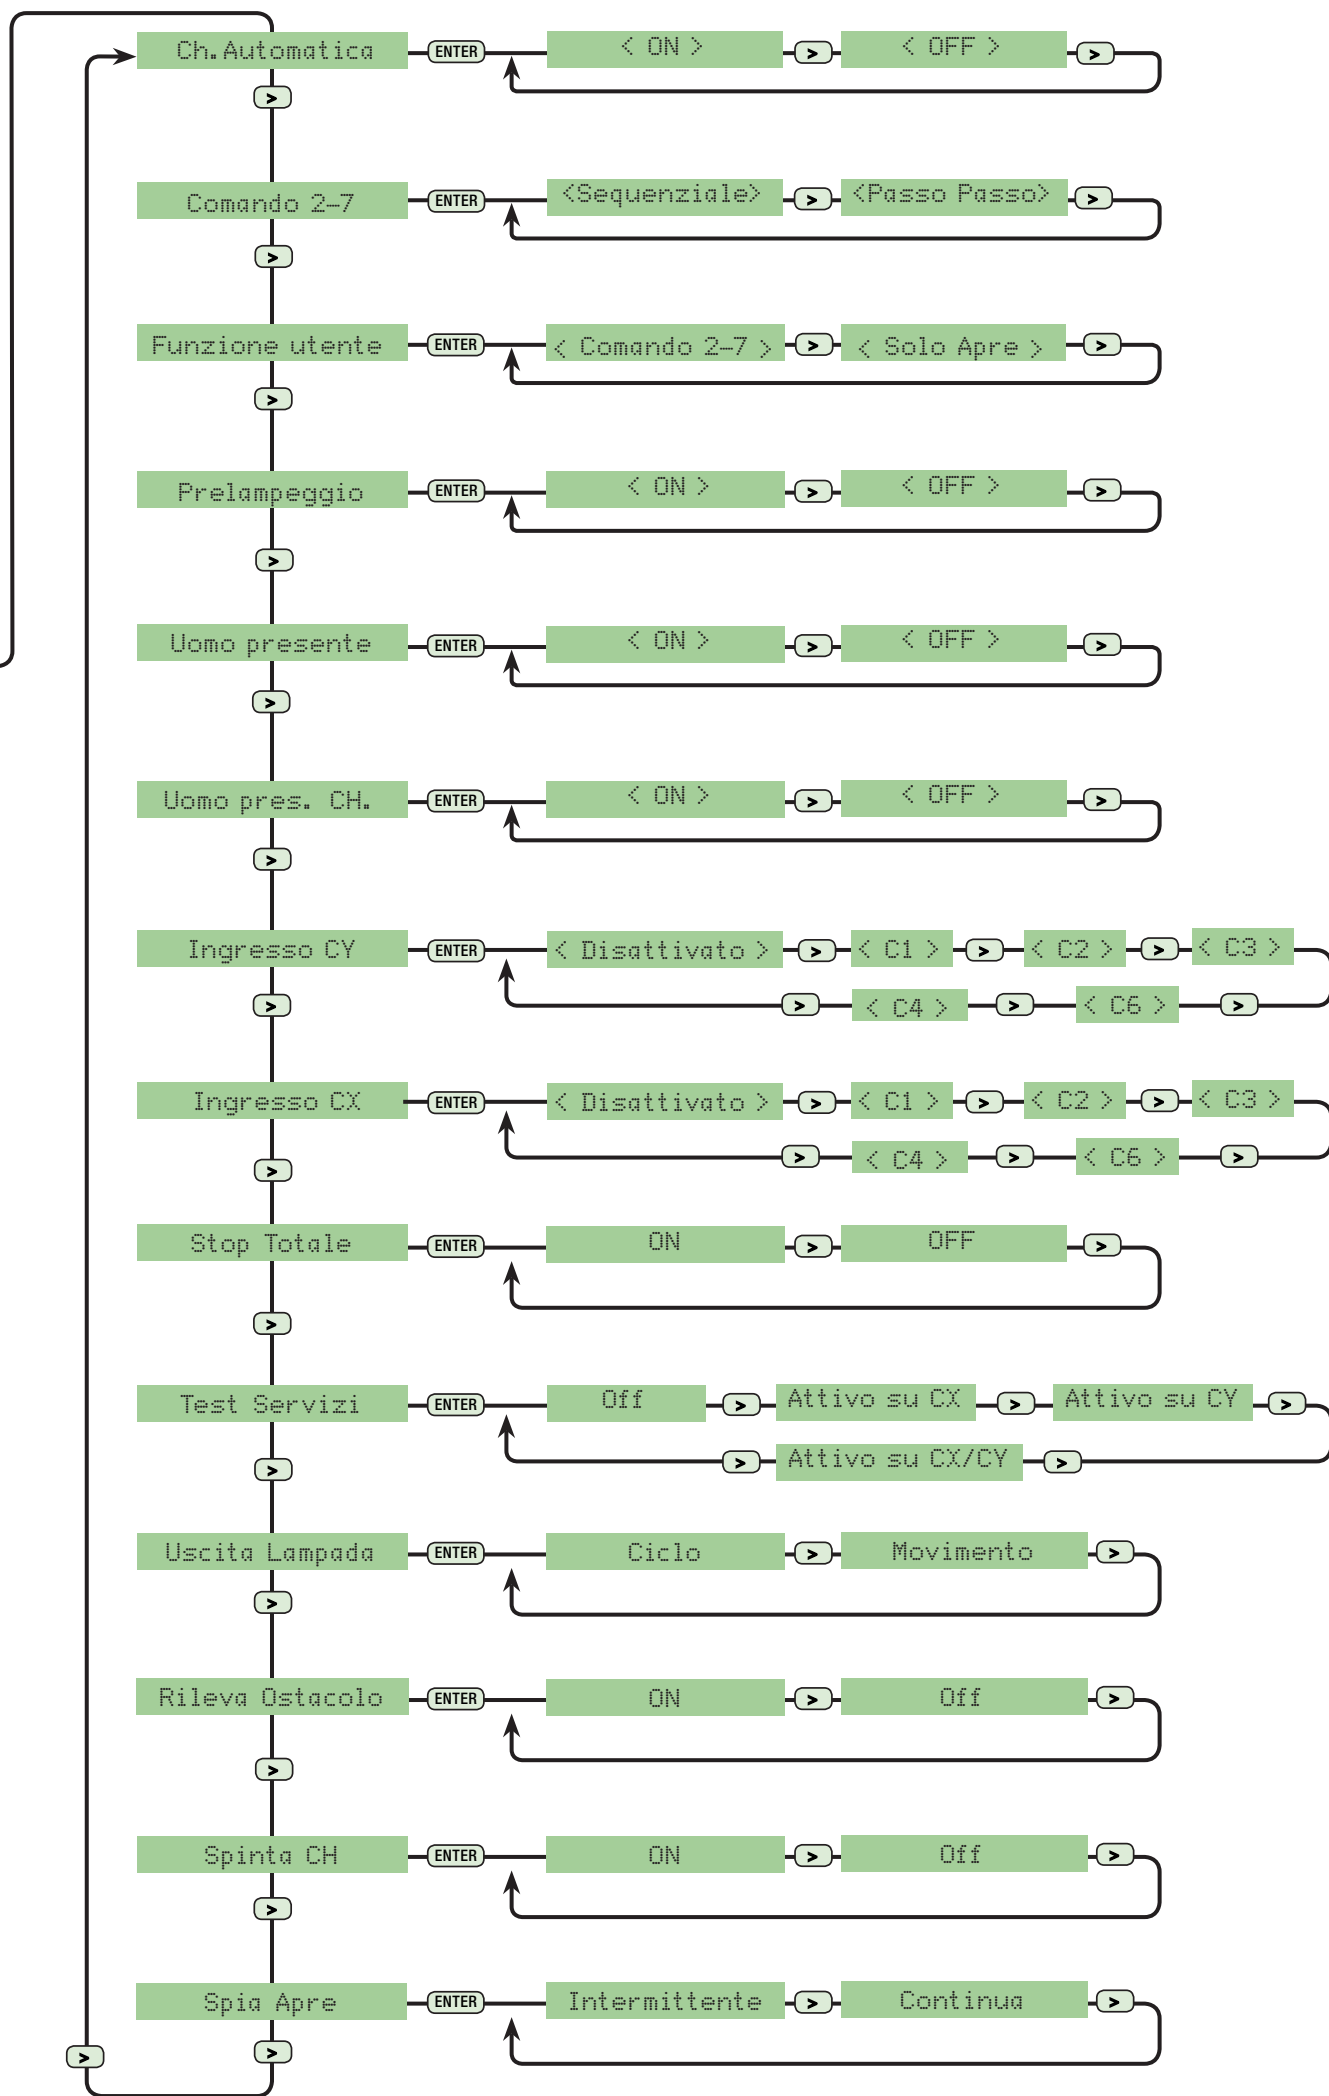 Ch.Automatica ENTER < ON > > < OFF > >
>
Comando 2-7 ENTER <Sequenziale> > <Passo Passo> >
>
Funzione utente ENTER < Comando 2-7 > > < Solo Apre > >
>
Prelampeggio ENTER < ON > > < OFF > >
>
Uomo presente ENTER < ON > > < OFF > >
>
Uomo pres. CH. ENTER < ON > > < OFF > >
>
Ingresso CY ENTER < Disattivato > > < C1 > > < C2 > > < C3 >
> > < C4 > > < C6 > >
Ingresso CX ENTER < Disattivato > > < C1 > > < C2 > > < C3 >
> > < C4 > > < C6 > >
Stop Totale ENTER ON > OFF >
>
Test Servizi ENTER Off > Attivo su CX > Attivo su CY >
> > Attivo su CX/CY >
Uscita Lampada ENTER Ciclo > Movimento >
>
Rileva Ostacolo ENTER ON > Off >
>
Spinta CH ENTER ON > Off >
>
Spia Apre ENTER Intermittente > Continua >
> >